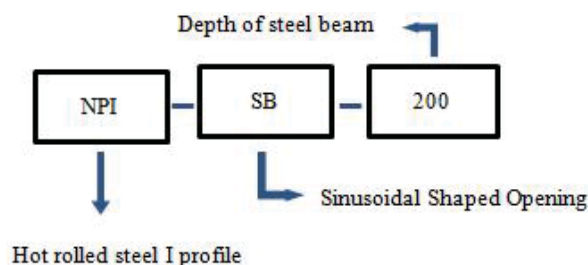 Depth of steel beam
NPI
SB
200
Sinusoidal Shaped Opening
Hot rolled steel I profile